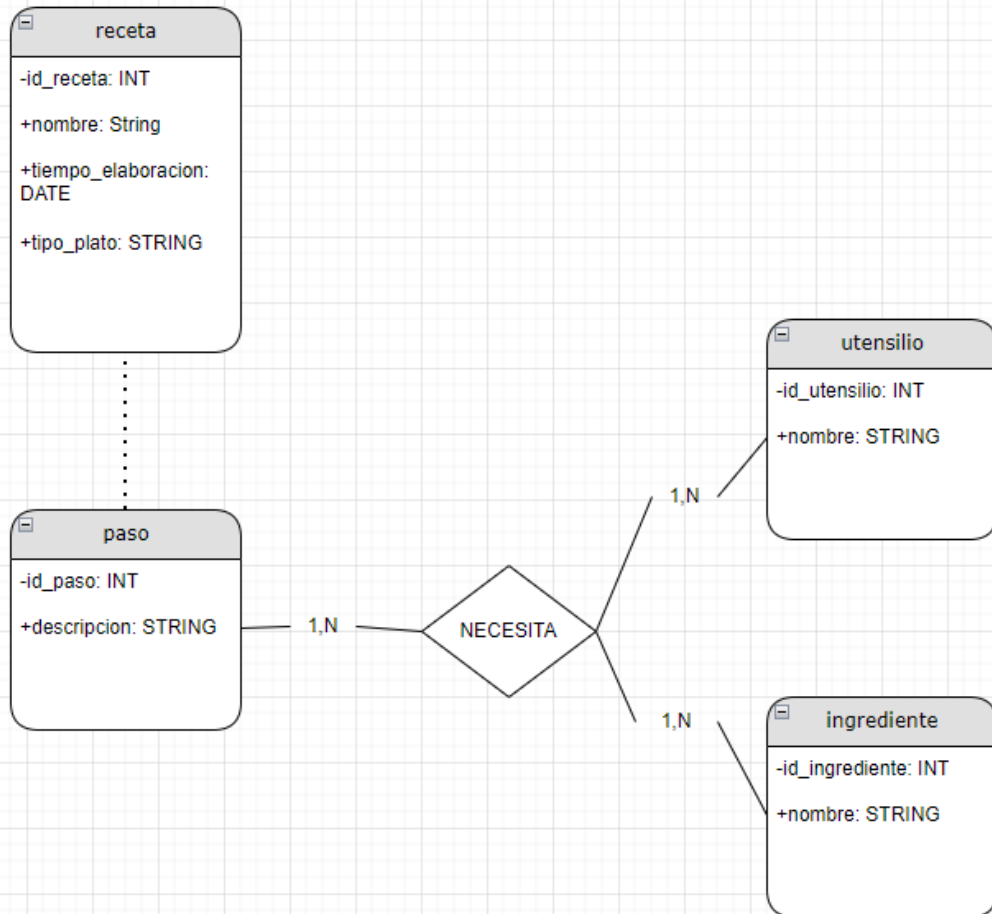 receta
-id_receta: INT
+nombre: String
+tiempo_elaboracion:
DATE
+tipo_plato: STRING
utensilio
-id_utensilio: INT
+nombre: STRING
1,N
paso
-id_paso: INT
+descripcion: STRING
1,N
NECESITA
1,N
ingrediente
-id_ingrediente: INT
+nombre: STRING